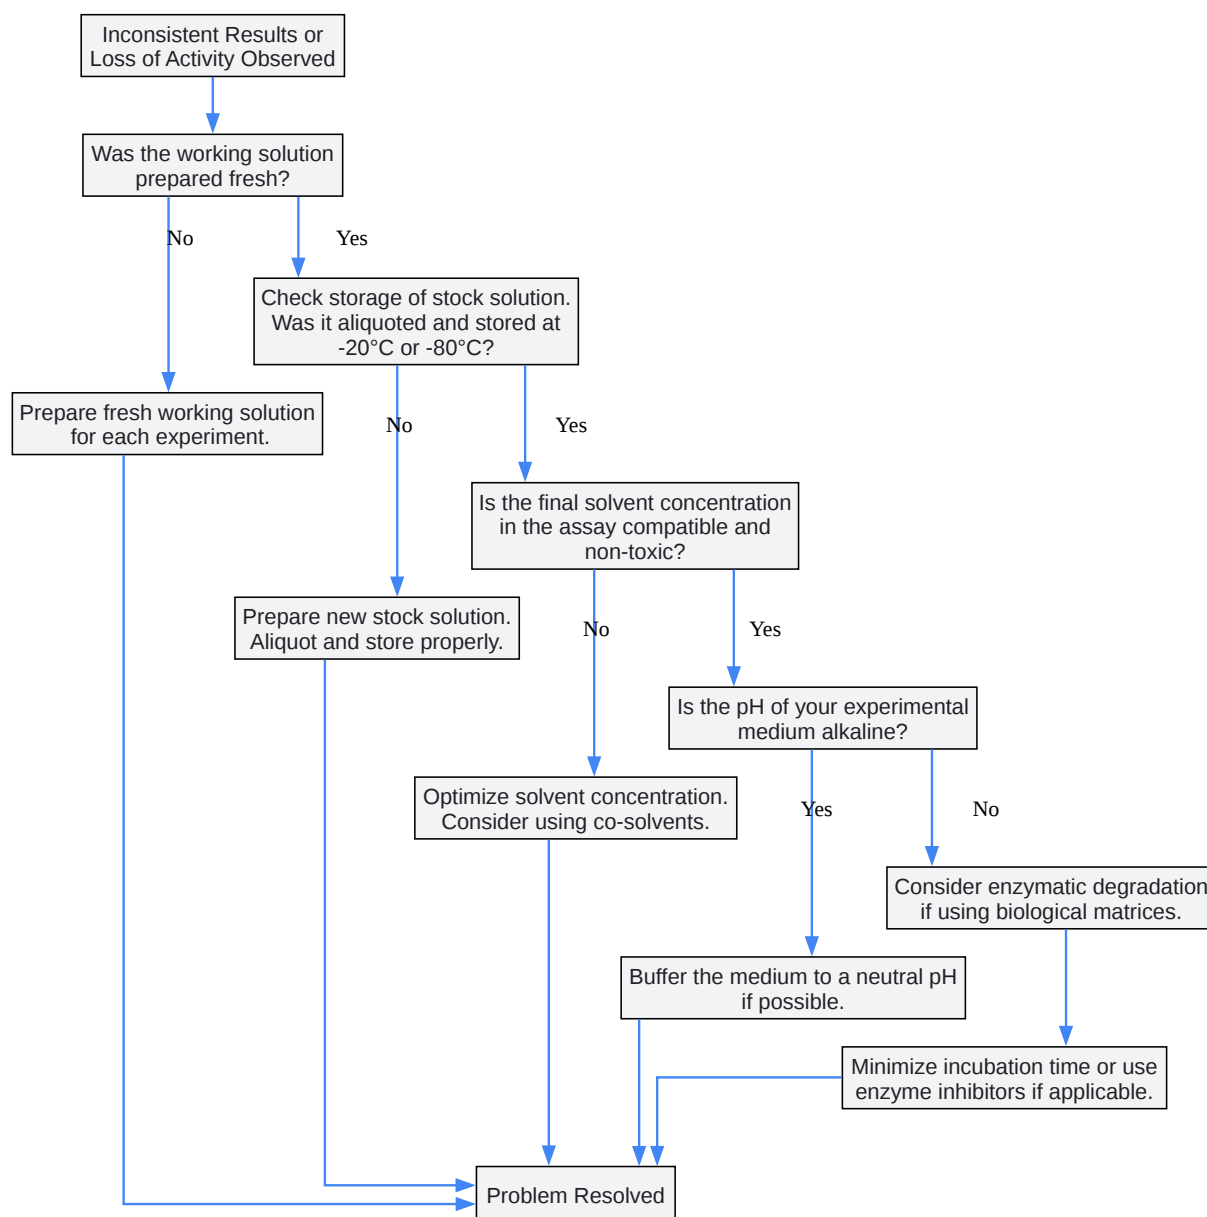 Inconsistent Results or
Loss of Activity Observed
Was the working solution
prepared fresh?
No
Yes
Check storage of stock solution.
Was it aliquoted and stored at
-20°C or -80°C?
Prepare fresh working solution
for each experiment.
No
Yes
Is the final solvent concentration
in the assay compatible and
non-toxic?
Prepare new stock solution.
Aliquot and store properly.
No
Yes
Is the pH of your experimental
medium alkaline?
Optimize solvent concentration.
Consider using co-solvents.
Yes
No
Consider enzymatic degradation
if using biological matrices.
Buffer the medium to a neutral pH
if possible.
Minimize incubation time or use
enzyme inhibitors if applicable.
Problem Resolved